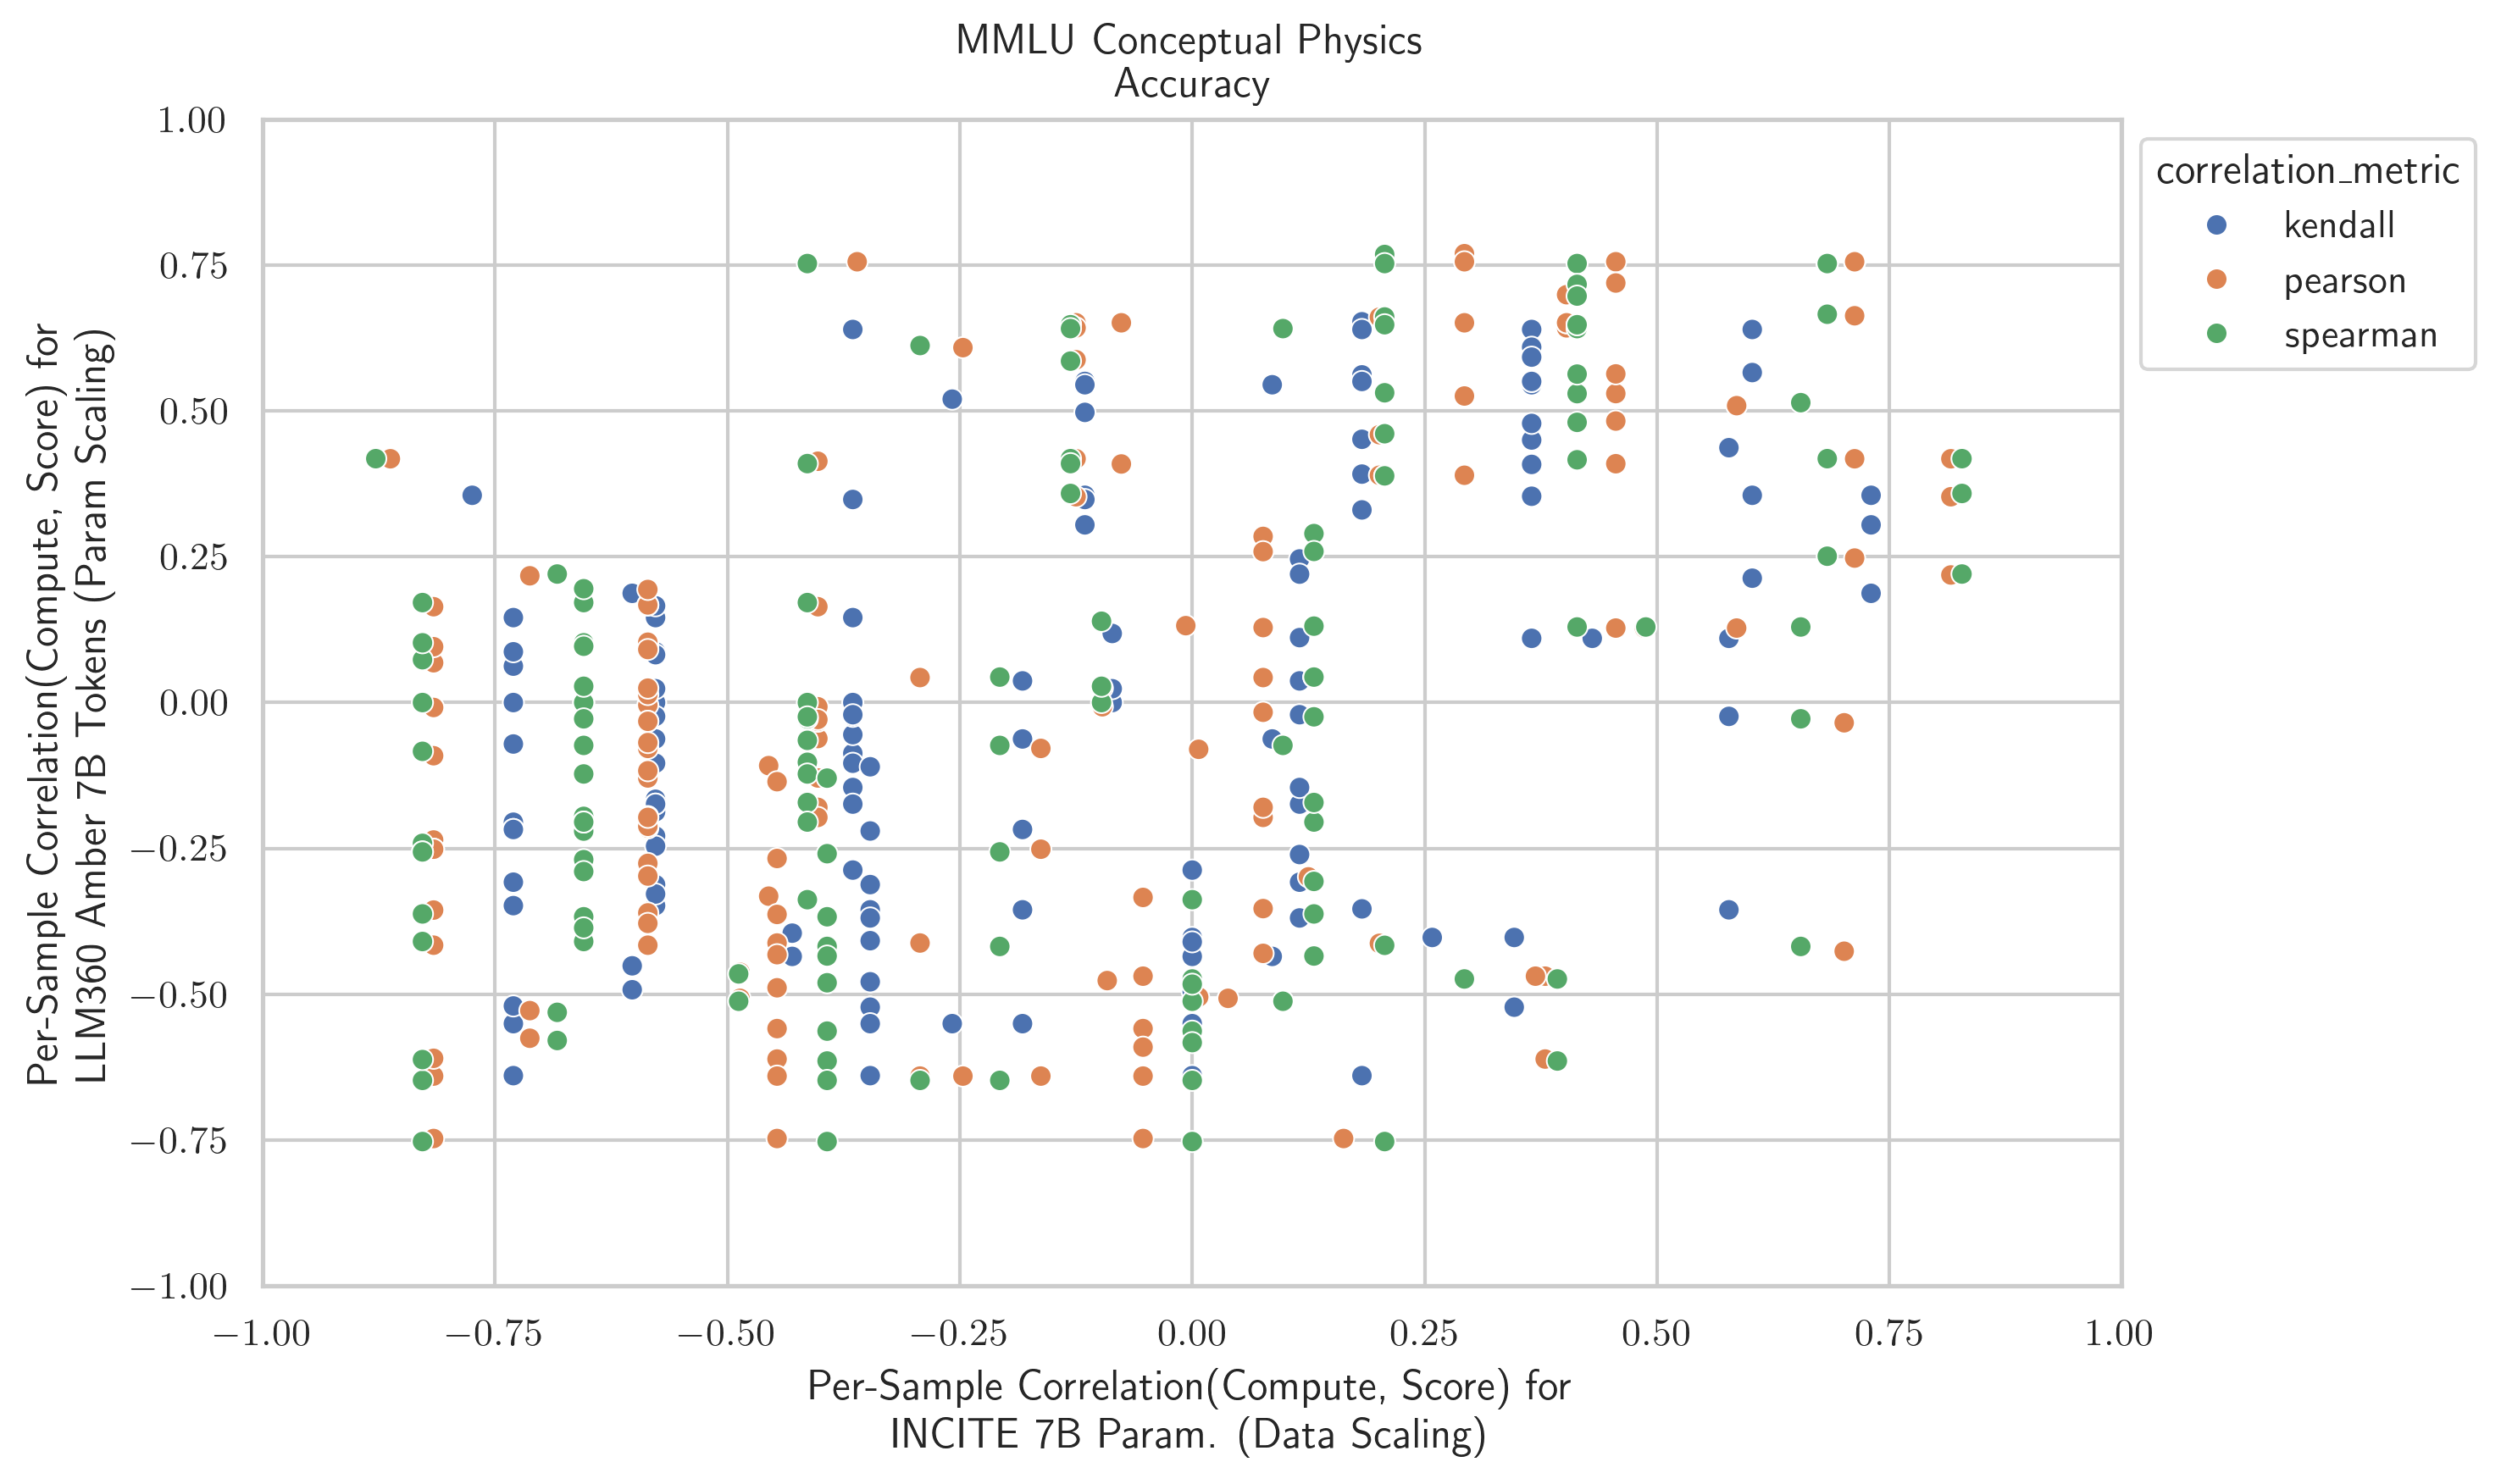 MMLU Conceptual Physics
Accuracy
1.00
0.75
0.50
0.25
0.00
−0.25
−0.50
−0.75
−1.00
Per-Sample Correlation(Compute, Score) for
LLM360 Amber 7B Tokens (Param Scaling)
correlation_metric
kendall
pearson
spearman
−1.00 −0.75 −0.50 −0.25 0.00 0.25 0.50 0.75 1.00
Per-Sample Correlation(Compute, Score) for
INCITE 7B Param. (Data Scaling)